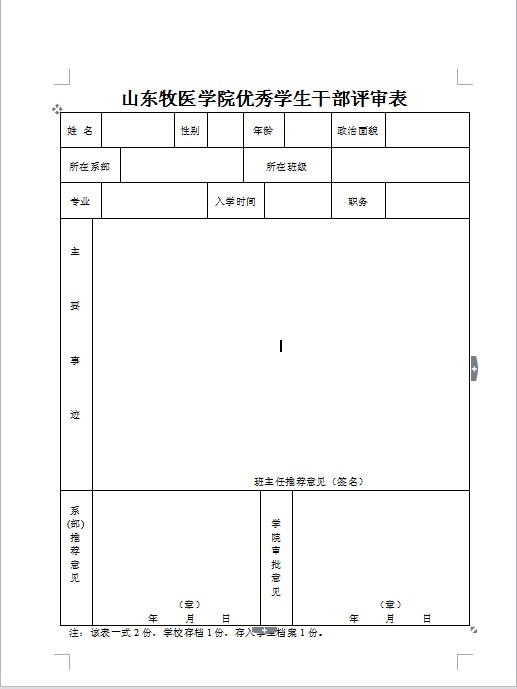 山东牧医学院优秀学生干部评审表
姓 名 性别 年龄 政治面貌
所在系部 所在班级
专业 入学时间 职务
主
要
事
迹
班主任推荐意见（签名）
系
(部)
推
荐
意
见
（章）
年 月 日
学
院
审
批
意
见
（章）
年 月 日
注：该表一式2份，学校存档1份，存入学生档案1份。